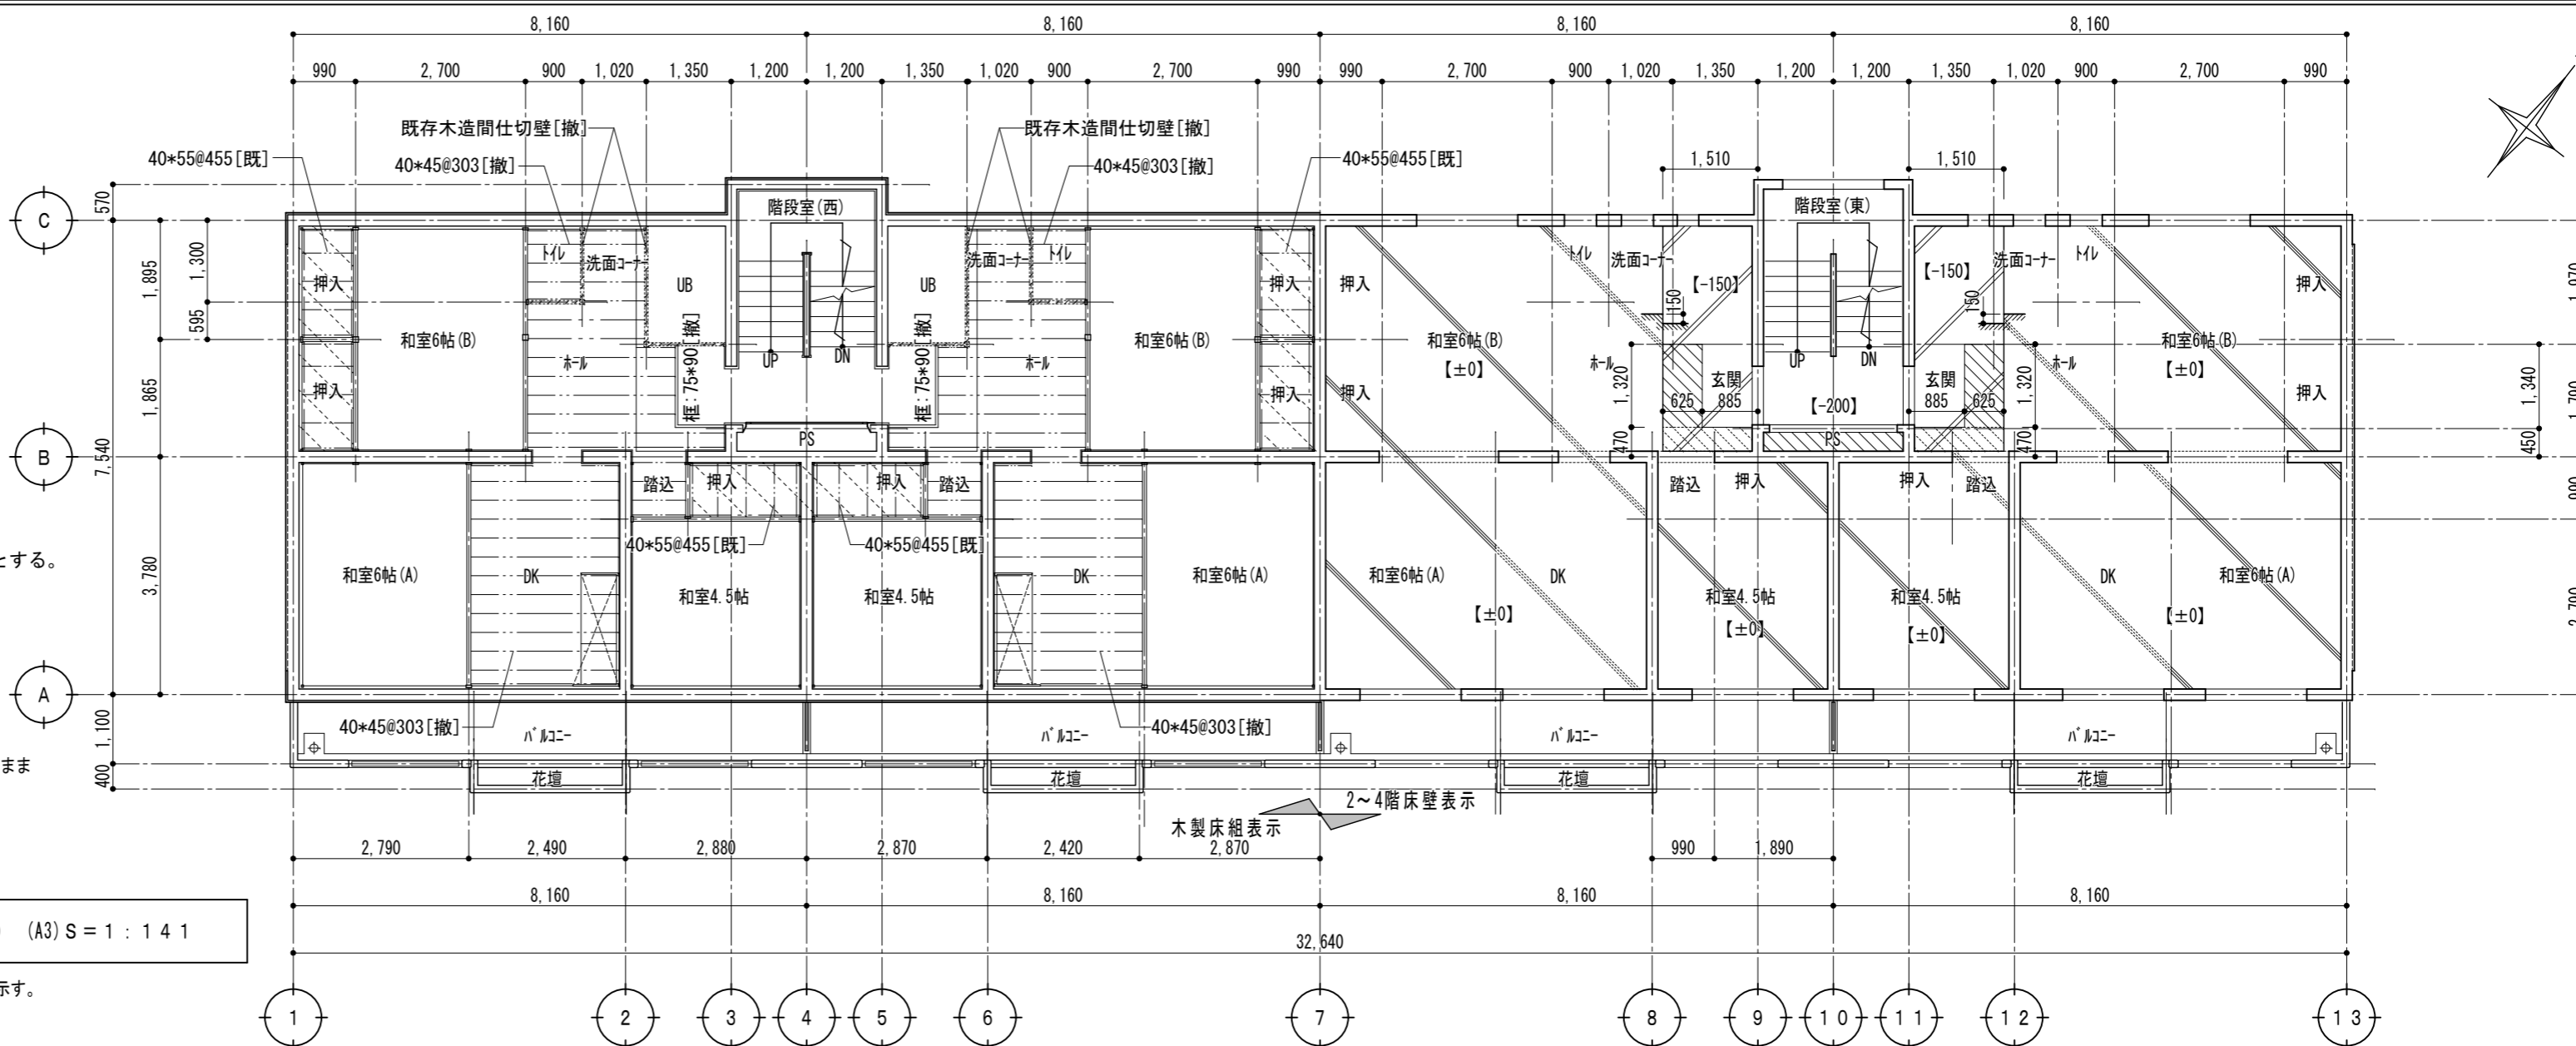 8,160 8,160 8,160 8,160
990 2,700 900 1,020 1,350 1,200 1,200 1,350 1,020 900 2,700 990 990 2,700 900 1,020 1,350 1,200 1,200 1,350 1,020 900 2,700 990
既存木造間仕切壁[撤] 既存木造間仕切壁[撤]
40*55@455[既] 40*45@303[撤] 40*45@303[撤] 40*55@455[既] 1,510 1,510
570
C
階段室(西) 階段室(東)
1,895 1,300 595
1,865
7,540
3,780
1,100
400
押入 トイレ 洗面コーナー UB UB 洗面コーナー トイレ 押入 押入 トイレ 洗面コーナー 【-150】 【-150】 洗面コーナー トイレ 押入
150 150
和室6帖(B) 和室6帖(B) 和室6帖(B) 和室6帖(B)
框:75*90[撤] 框:75*90[撤]
UP DN UP DN
ホール ホール ホール ホール
【±0】 【±0】
押入 押入 押入 押入
玄関 玄関
1,320 625 885 885 625 1,320
【-200】
470 470
1,340
450
PS PS
B
踏込 押入 押入 踏込 踏込 押入 押入 踏込
40*55@455[既] 40*55@455[既]
とする。
和室6帖(A) DK 和室4.5帖 和室4.5帖 DK 和室6帖(A) 和室6帖(A) DK 和室4.5帖 和室4.5帖 DK 和室6帖(A)
【±0】 【±0】 【±0】 【±0】
A
40*45@303[撤] 40*45@303[撤]
バルコニー バルコニー バルコニー バルコニー
まま
花壇 花壇 花壇 花壇
2~4階床壁表示
木製床組表示
2,790 2,490 2,880 2,870 2,420 2,870 990 1,890
8,160 8,160 8,160 8,160
(A3)S=1:141
32,640
示す。
1 2 3 4 5 6 7 8 9 10 11 12 13